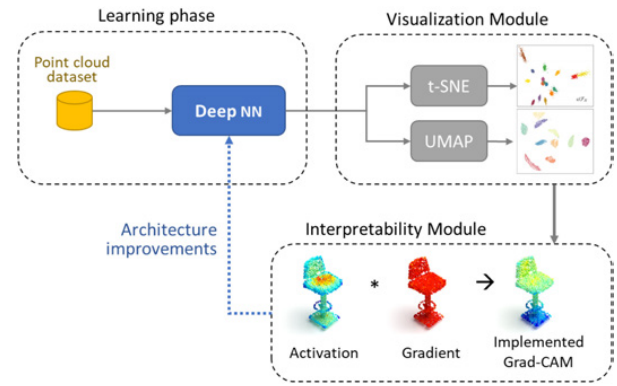 Learning phase
Visualization Module
Point cloud
dataset
Deep NN
t-SNE
UMAP
Architecture
improvements
Interpretability Module
* →
Activation
Gradient
Implemented
Grad-CAM